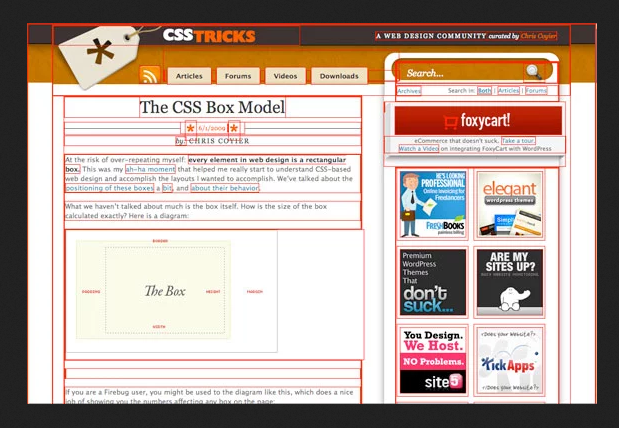 CSS TRICKS
A WEB DESIGN COMMUNITY curated by Chris Coyier
Articles
Forums
Videos
Downloads
Search...
Archives
Search in: Both | Articles | Forums
The CSS Box Model
6/1/2009
by: CHRIS COYIER
At the risk of over-repeating myself: every element in web design is a rectangular
box. This was my ah-ha moment that helped me really start to understand CSS-based
web design and accomplish the layouts I wanted to accomplish. We've talked about the
positioning of these boxes a bit, and about their behavior.
What we haven't talked about much is the box itself. How is the size of the box
calculated exactly? Here is a diagram:
BORDER
PADDING
The Box
HEIGHT
MARGIN
WIDTH
If you are a Firebug user, you might be used to the diagram like this, which does a nice
job of showing you the numbers affecting any box on the page:
foxycart!
eCommerce that doesn't suck. Take a tour.
Watch a Video on integrating FoxyCart with WordPress
HE'S LOOKING
PROFESSIONAL
Online Invoicing for
Freelancers
FRESHBOOKS
painless billing
elegant
wordpress themes
Simpl
Premium
WordPress
Themes
That
don't
suck...
ARE MY
SITES UP?
You Design.
We Host.
NO Problems.
site5
<Does your Website?>
TickApps
<Does your Website?>